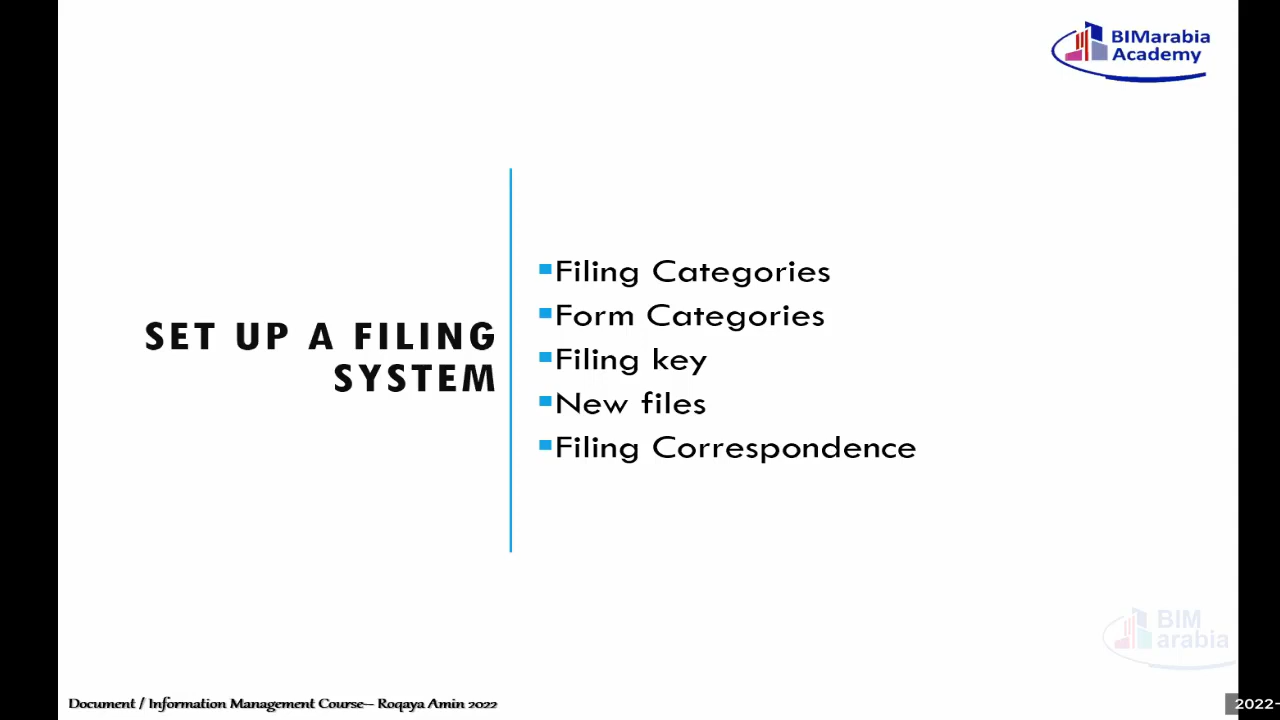 BIMarabia
Academy
SET UP A FILING
SYSTEM
Filing Categories
Form Categories
Filing key
New files
Filing Correspondence
BIM
arabia
Document / Information Management Course– Roqaya Amin 2022
2022-